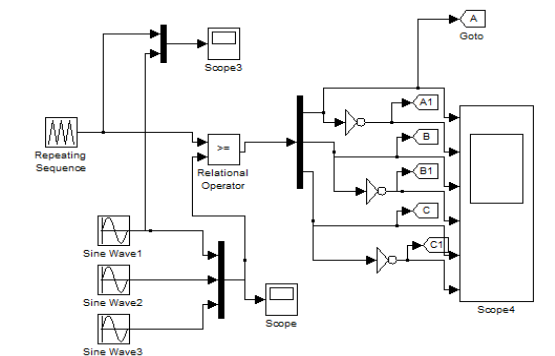 A
Goto
Scope3
A1
B
>=
Repeating
Sequence
Relational
Operator
B1
C
C1
Sine Wave1
Sine Wave2
Scope
Scope4
Sine Wave3